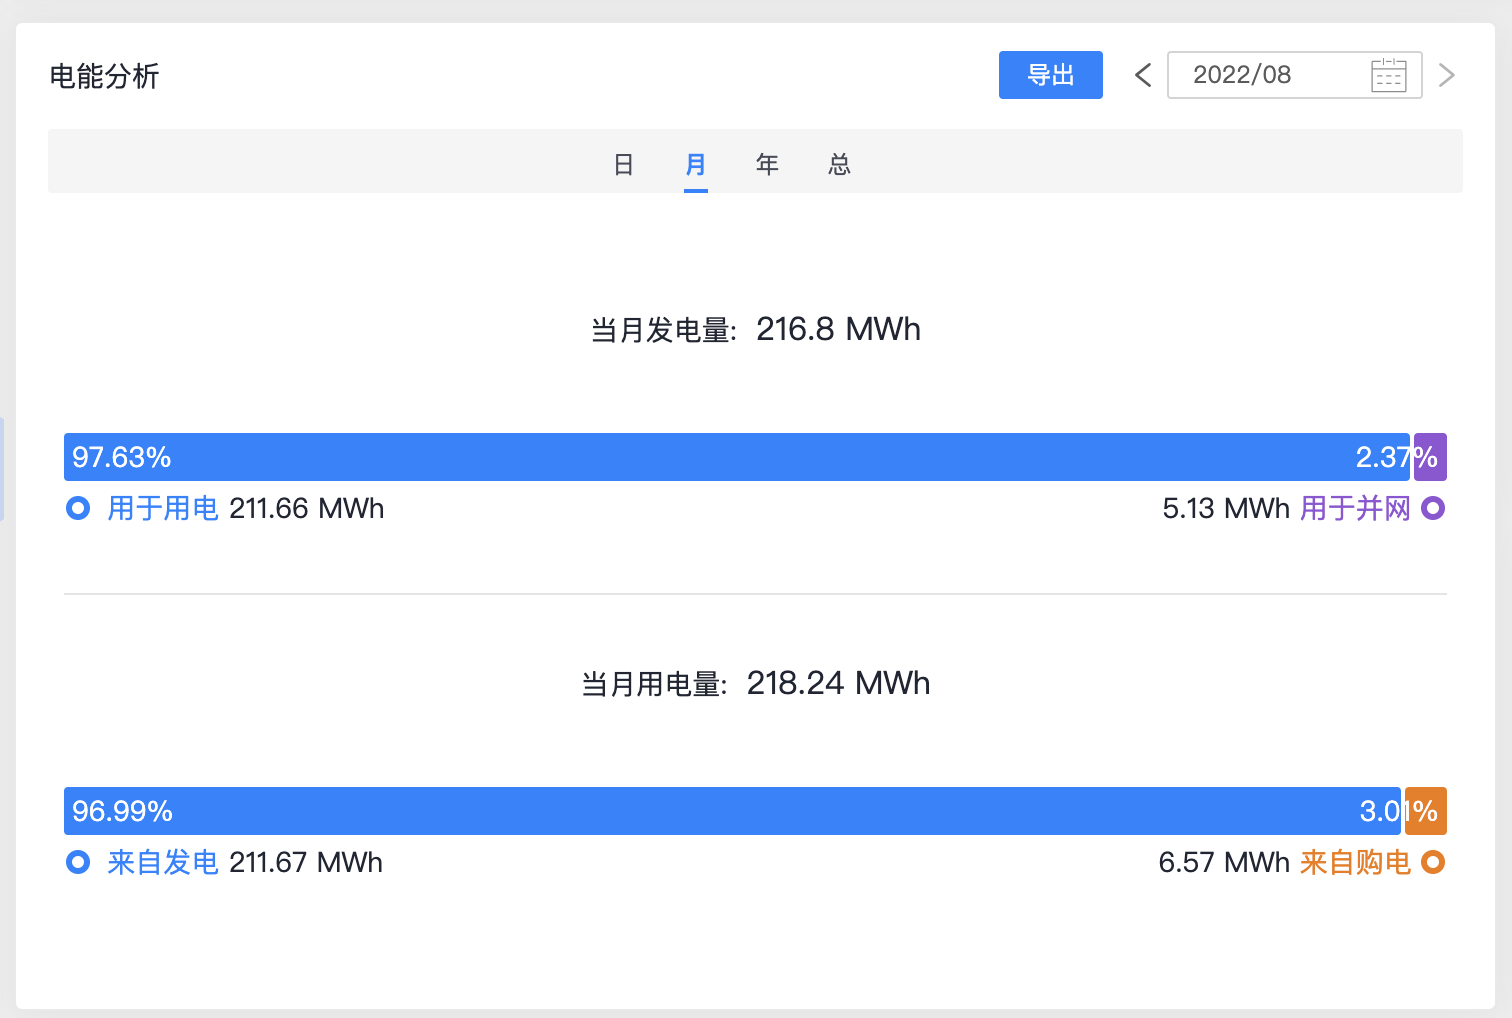 电能分析
导出
2022/08
日 月 年 总
当月发电量: 216.8 MWh
97.63% 2.37%
用于用电 211.66 MWh 5.13 MWh 用于并网
当月用电量: 218.24 MWh
96.99% 3.01%
来自发电 211.67 MWh 6.57 MWh 来自购电